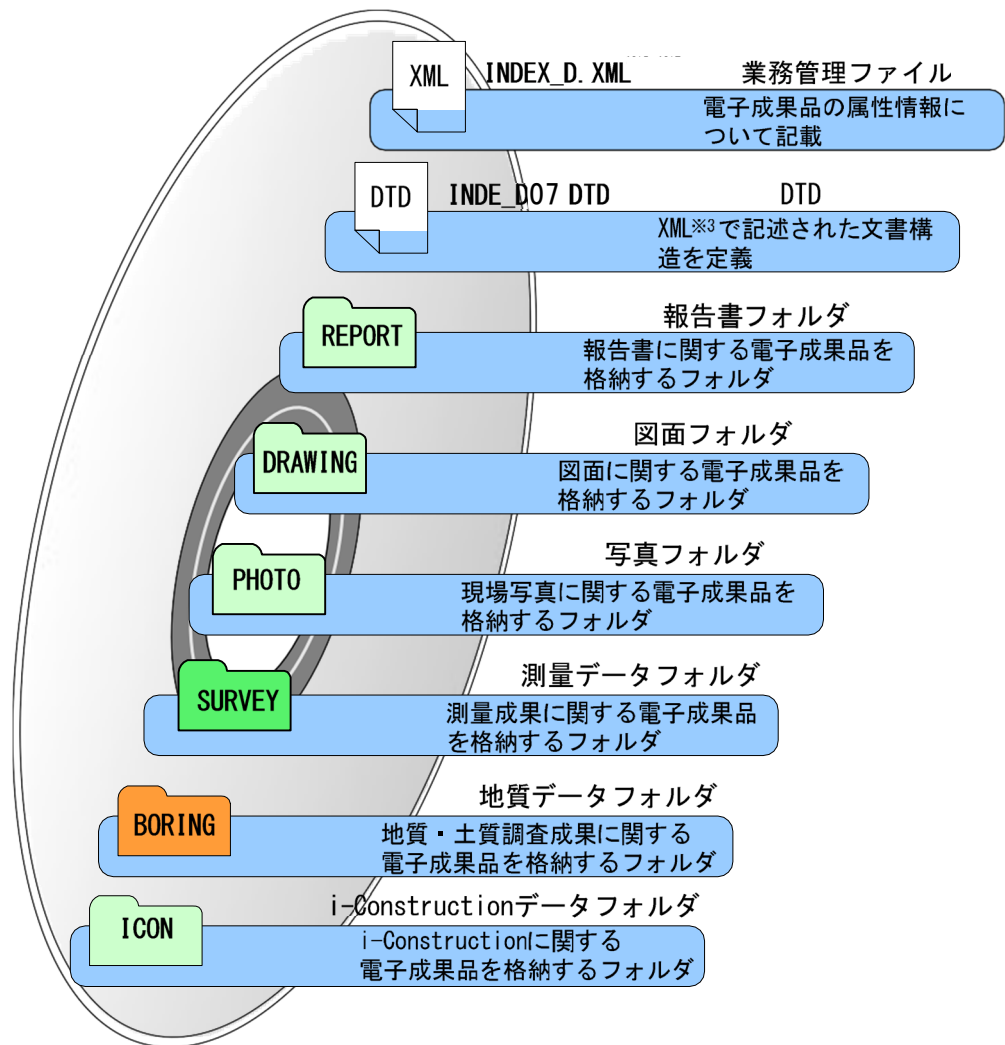 XML INDEX_D.XML 業務管理ファイル
電子成果品の属性情報に
ついて記載
DTD INDE_D07 DTD DTD
XML※3で記述された文書構
造を定義
報告書フォルダ
REPORT
報告書に関する電子成果品を
格納するフォルダ
図面フォルダ
DRAWING
図面に関する電子成果品を
格納するフォルダ
写真フォルダ
PHOTO
現場写真に関する電子成果品を
格納するフォルダ
測量データフォルダ
SURVEY
測量成果に関する電子成果品
を格納するフォルダ
地質データフォルダ
BORING
地質・土質調査成果に関する
電子成果品を格納するフォルダ
i-Constructionデータフォルダ
ICON
i-Constructionに関する
電子成果品を格納するフォルダ